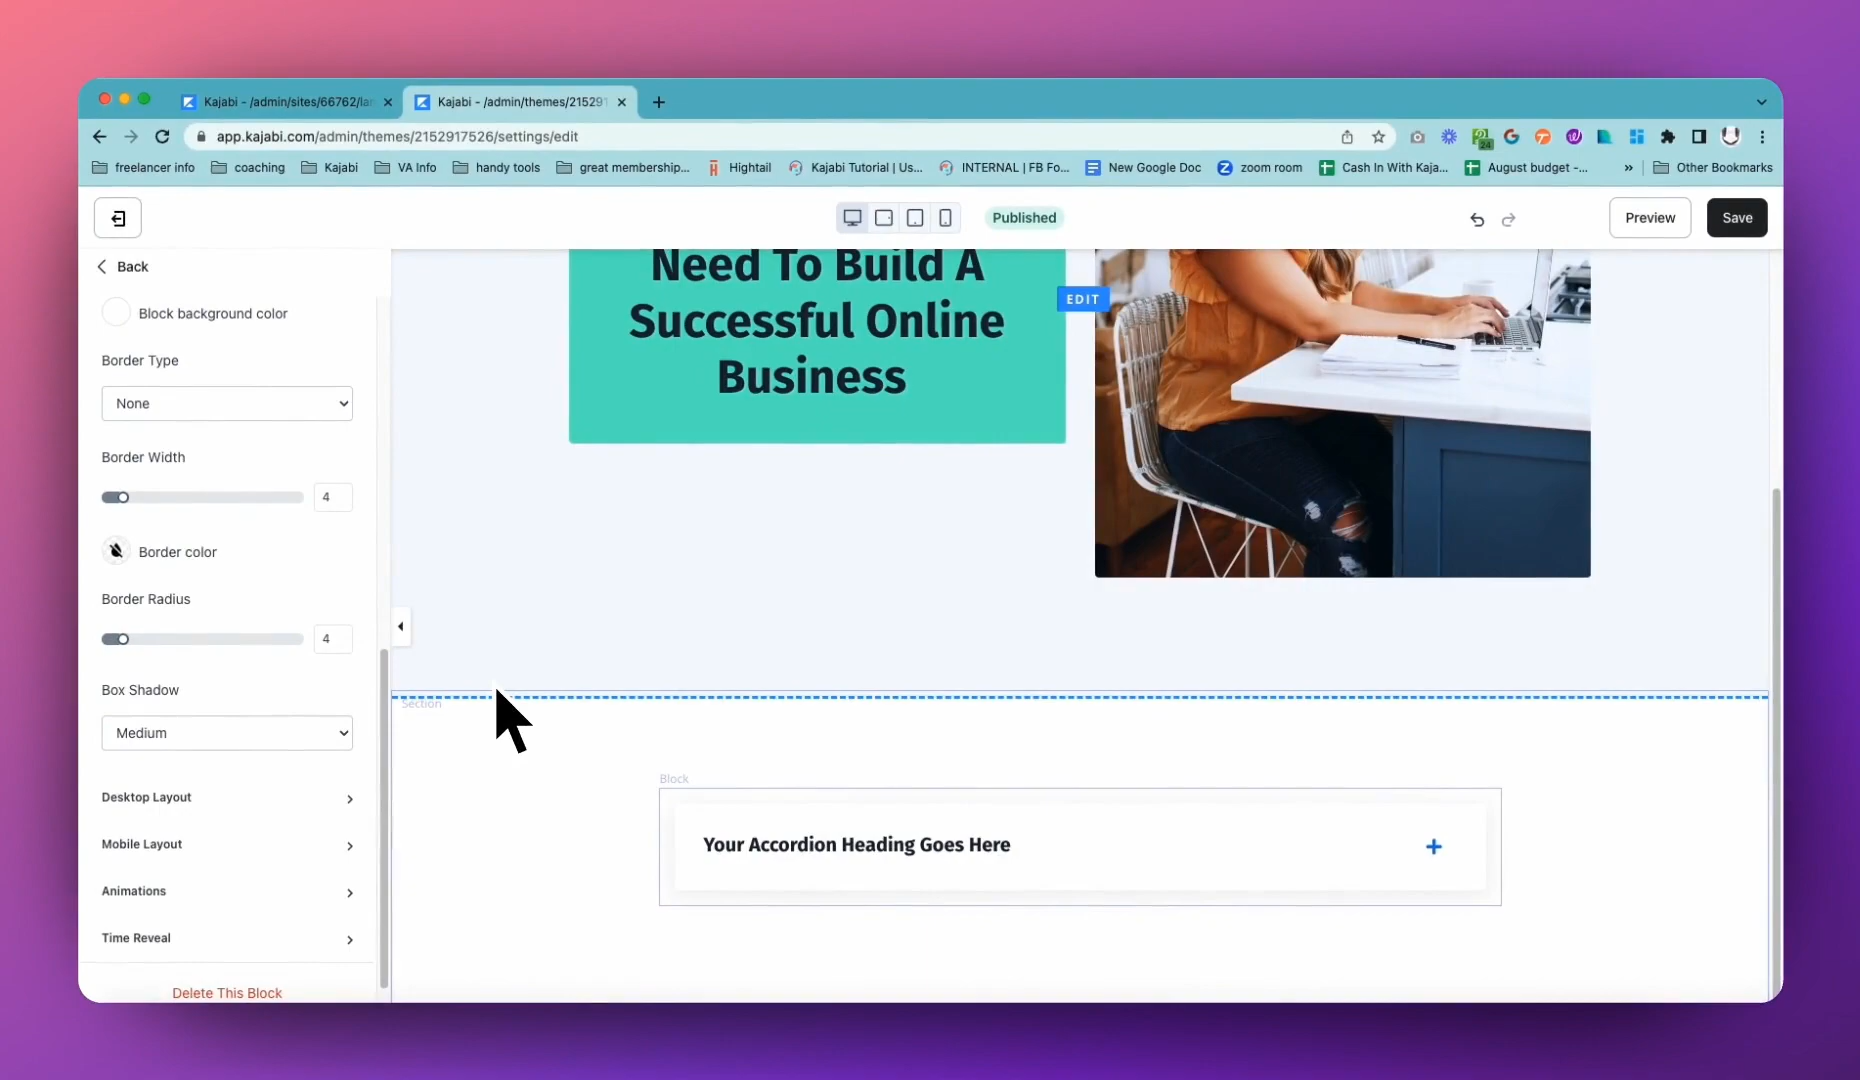 Kajabi - /admin/sites/66762/lan
Kajabi - /admin/themes/215291
app.kajabi.com/admin/themes/2152917526/settings/edit
24
freelancer info
coaching
Kajabi
VA Info
handy tools
great membership...
Hightail
Kajabi Tutorial | Us...
INTERNAL | FB Fo...
New Google Doc
zoom room
Cash In With Kaja...
August budget -...
»
Other Bookmarks
Published
Preview
Save
Back
Block background color
Border Type
None
Border Width
4
Border color
Border Radius
4
Box Shadow
Medium
Desktop Layout
Mobile Layout
Animations
Time Reveal
Delete This Block
Need To Build A
Successful Online
Business
EDIT
Section
Block
Your Accordion Heading Goes Here